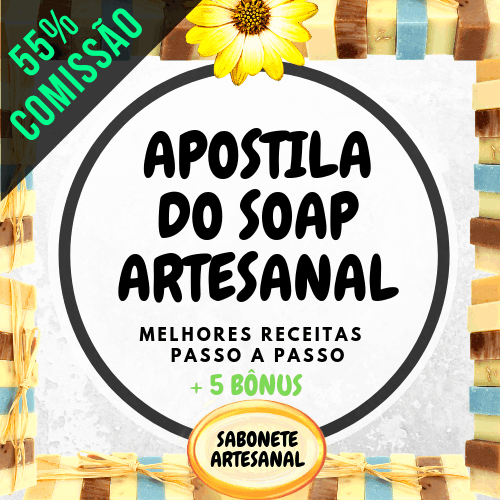 55%
COMISSÃO
APOSTILA
DO SOAP
ARTESANAL
MELHORES RECEITAS
PASSO A PASSO
+ 5 BÔNUS
SABONETE
ARTESANAL